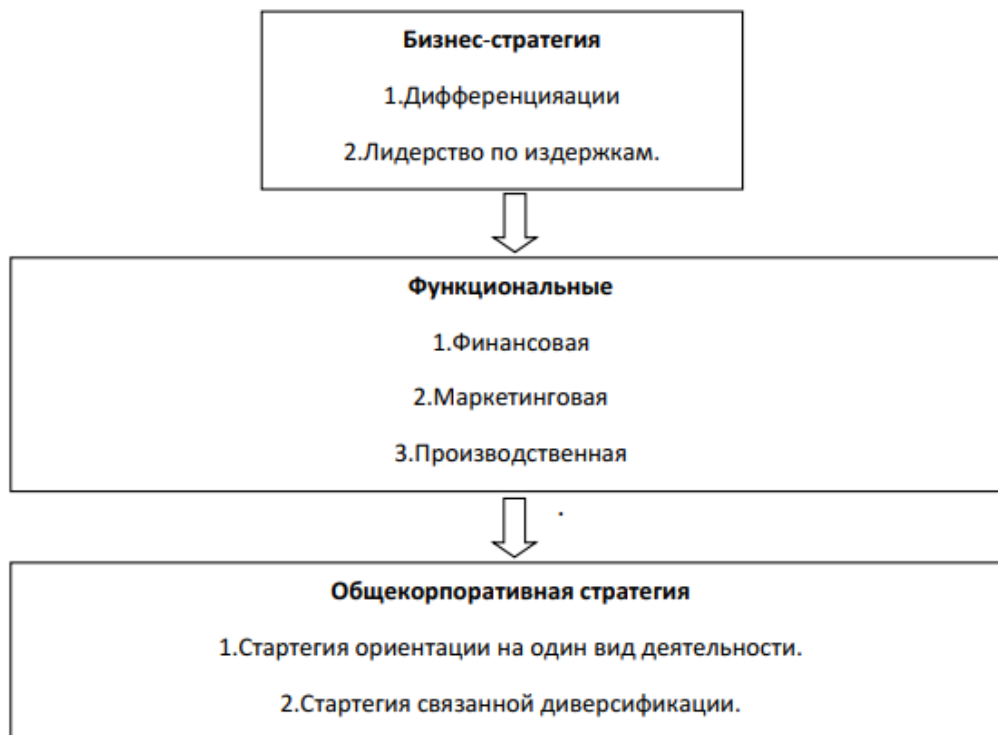 Бизнес-стратегия
1.Дифференцияации
2.Лидерство по издержкам.
Функциональные
1.Финансовая
2.Маркетинговая
3.Производственная
.
Общекорпоративная стратегия
1.Стартегия ориентации на один вид деятельности.
2.Стартегия связанной диверсификации.